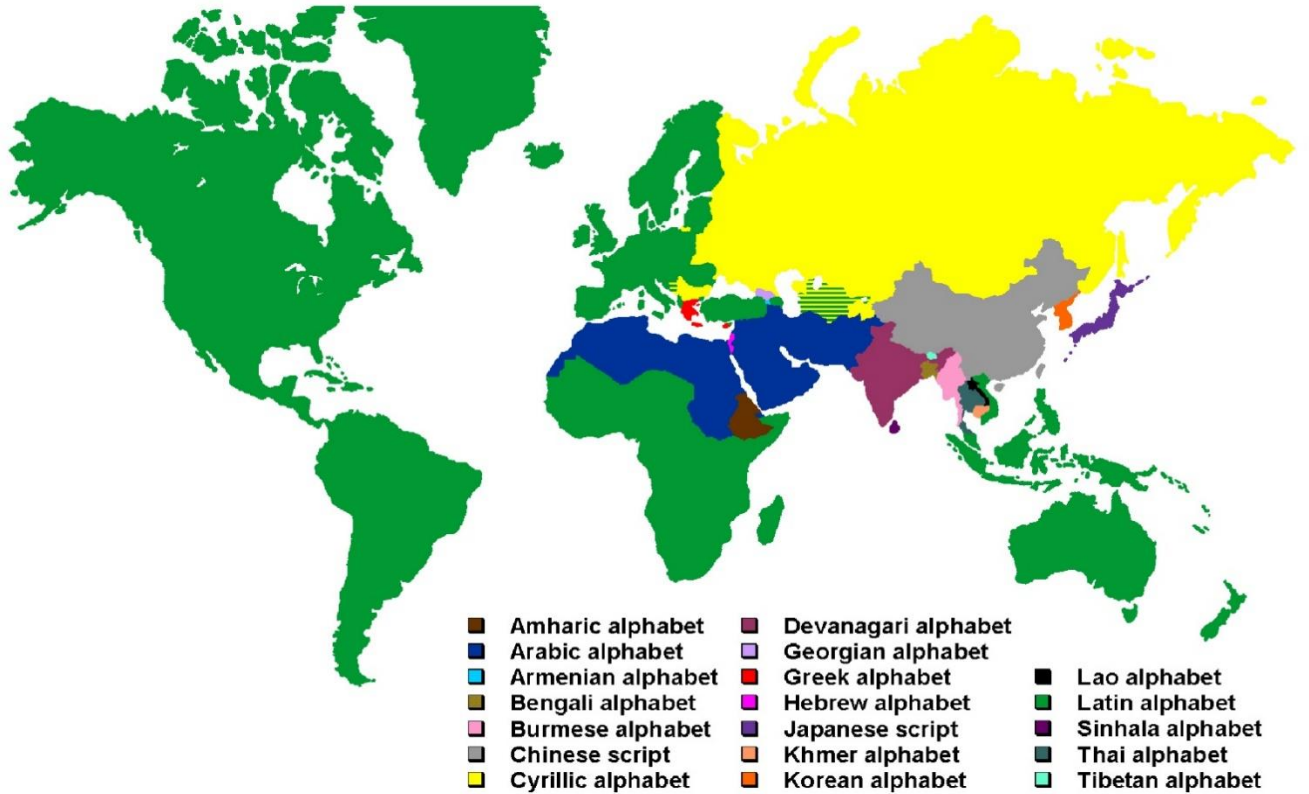 Amharic alphabet
Arabic alphabet
Armenian alphabet
Bengali alphabet
Burmese alphabet
Chinese script
Cyrillic alphabet
Devanagari alphabet
Georgian alphabet
Greek alphabet
Hebrew alphabet
Japanese script
Khmer alphabet
Korean alphabet
Lao alphabet
Latin alphabet
Sinhala alphabet
Thai alphabet
Tibetan alphabet